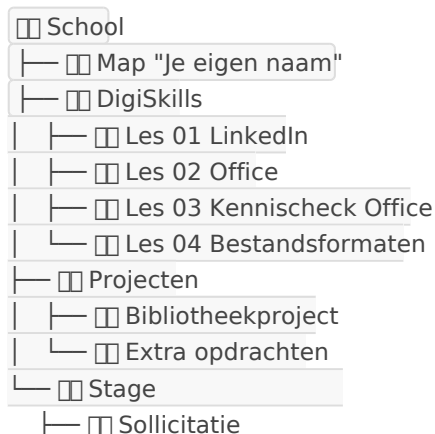 School
├── Map "Je eigen naam"
├── DigiSkills
│   ├── Les 01 LinkedIn
│   ├── Les 02 Office
│   ├── Les 03 Kennischeck Office
│   └── Les 04 Bestandsformaten
├── Projecten
│   ├── Bibliotheekproject
│   └── Extra opdrachten
└── Stage
    ├── Sollicitatie